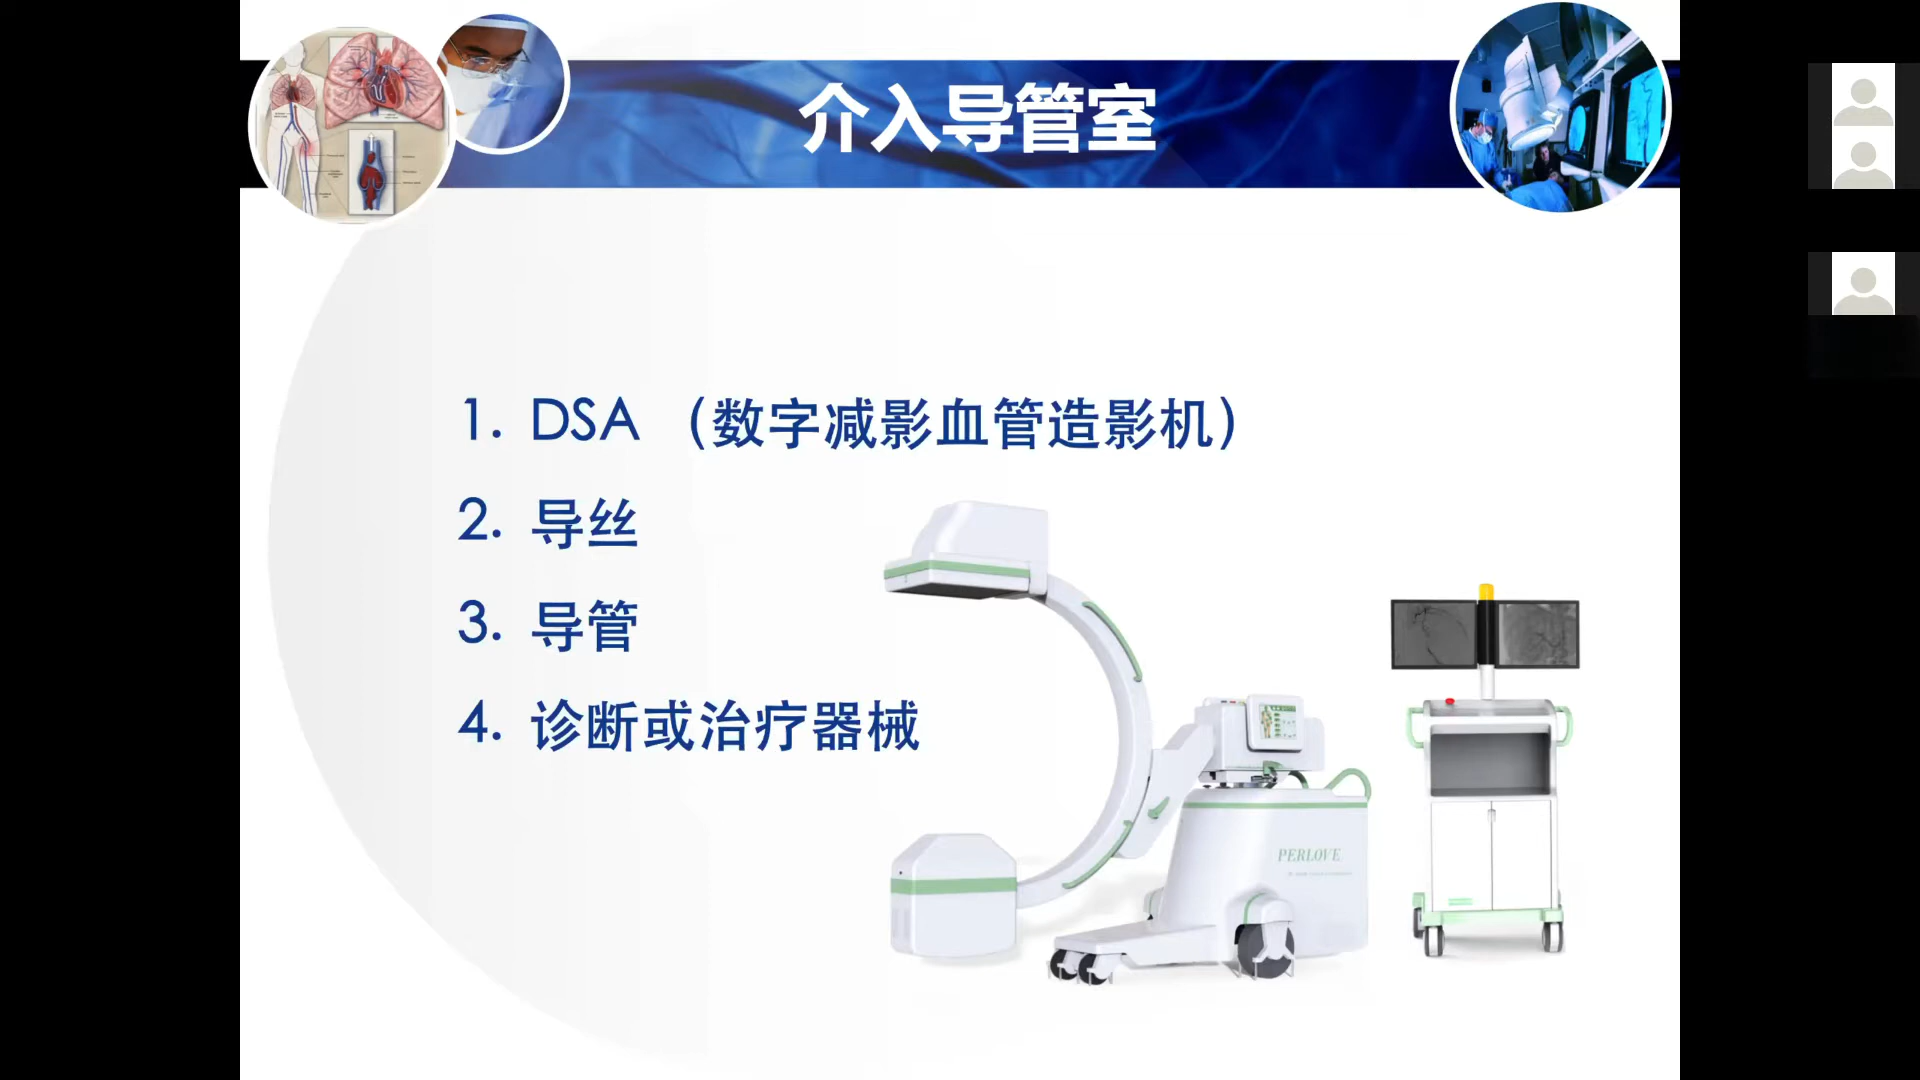 介入导管室
1. DSA （数字减影血管造影机）
2. 导丝
3. 导管
4. 诊断或治疗器械
PERLOVE